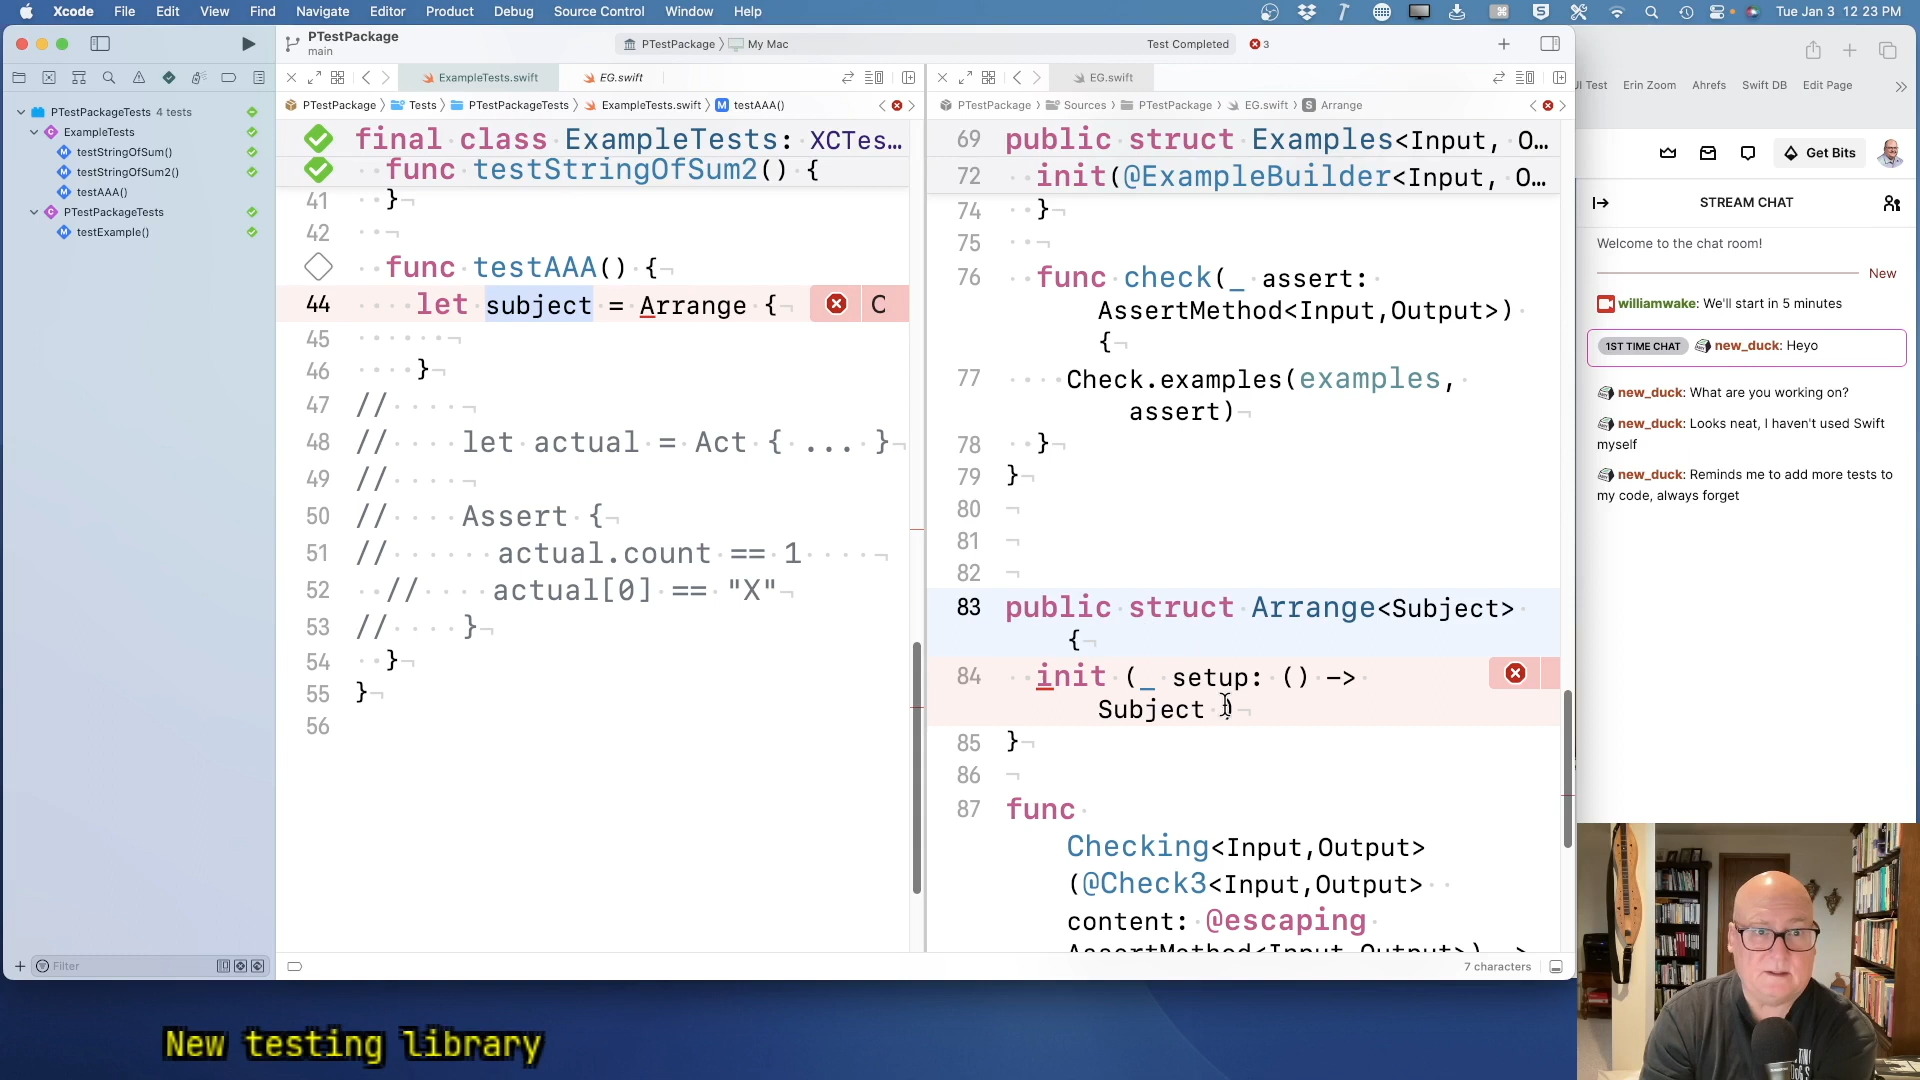 Xcode File Edit View Find Navigate Editor Product Debug Source Control Window Help
Tue Jan 3 12:23 PM
PTestPackage
main
PTestPackage My Mac
Test Completed 3
ExampleTests.swift
EG.swift
EG.swift
PTestPackage Tests PTestPackageTests ExampleTests.swift M testAAA()
PTestPackage Sources PTestPackage EG.swift S Arrange
PTestPackageTests 4 tests
ExampleTests
M testStringOfSum()
M testStringOfSum2()
M testAAA()
PTestPackageTests
M testExample()
Filter
final class ExampleTests: XCTes...
func testStringOfSum2() {
41 }
42
func testAAA() {
44 let subject = Arrange { C
45
46 }
47 //
48 // let actual = Act { ... }
49 //
50 // Assert {
51 // actual.count == 1
52 // actual[0] == "X"
53 // }
54 }
55 }
56
69 public struct Examples<Input, O...
72 init(@ExampleBuilder<Input, O...
74 }
75
76 func check(_ assert:
AssertMethod<Input,Output>)
{
77 Check.examples(examples,
assert)
78 }
79 }
80
81
82
83 public struct Arrange<Subject>
{
84 init (_ setup: () ->
Subject )
85 }
86
87 func
Checking<Input,Output>
(@Check3<Input,Output>
content: @escaping
AssertMethod<Input,Output>) ->
7 characters
UI Test Erin Zoom Ahrefs Swift DB Edit Page
Get Bits
STREAM CHAT
Welcome to the chat room!
New
williamwake: We'll start in 5 minutes
1ST TIME CHAT new_duck: Heyo
new_duck: What are you working on?
new_duck: Looks neat, I haven't used Swift
myself
new_duck: Reminds me to add more tests to
my code, always forget
New testing library